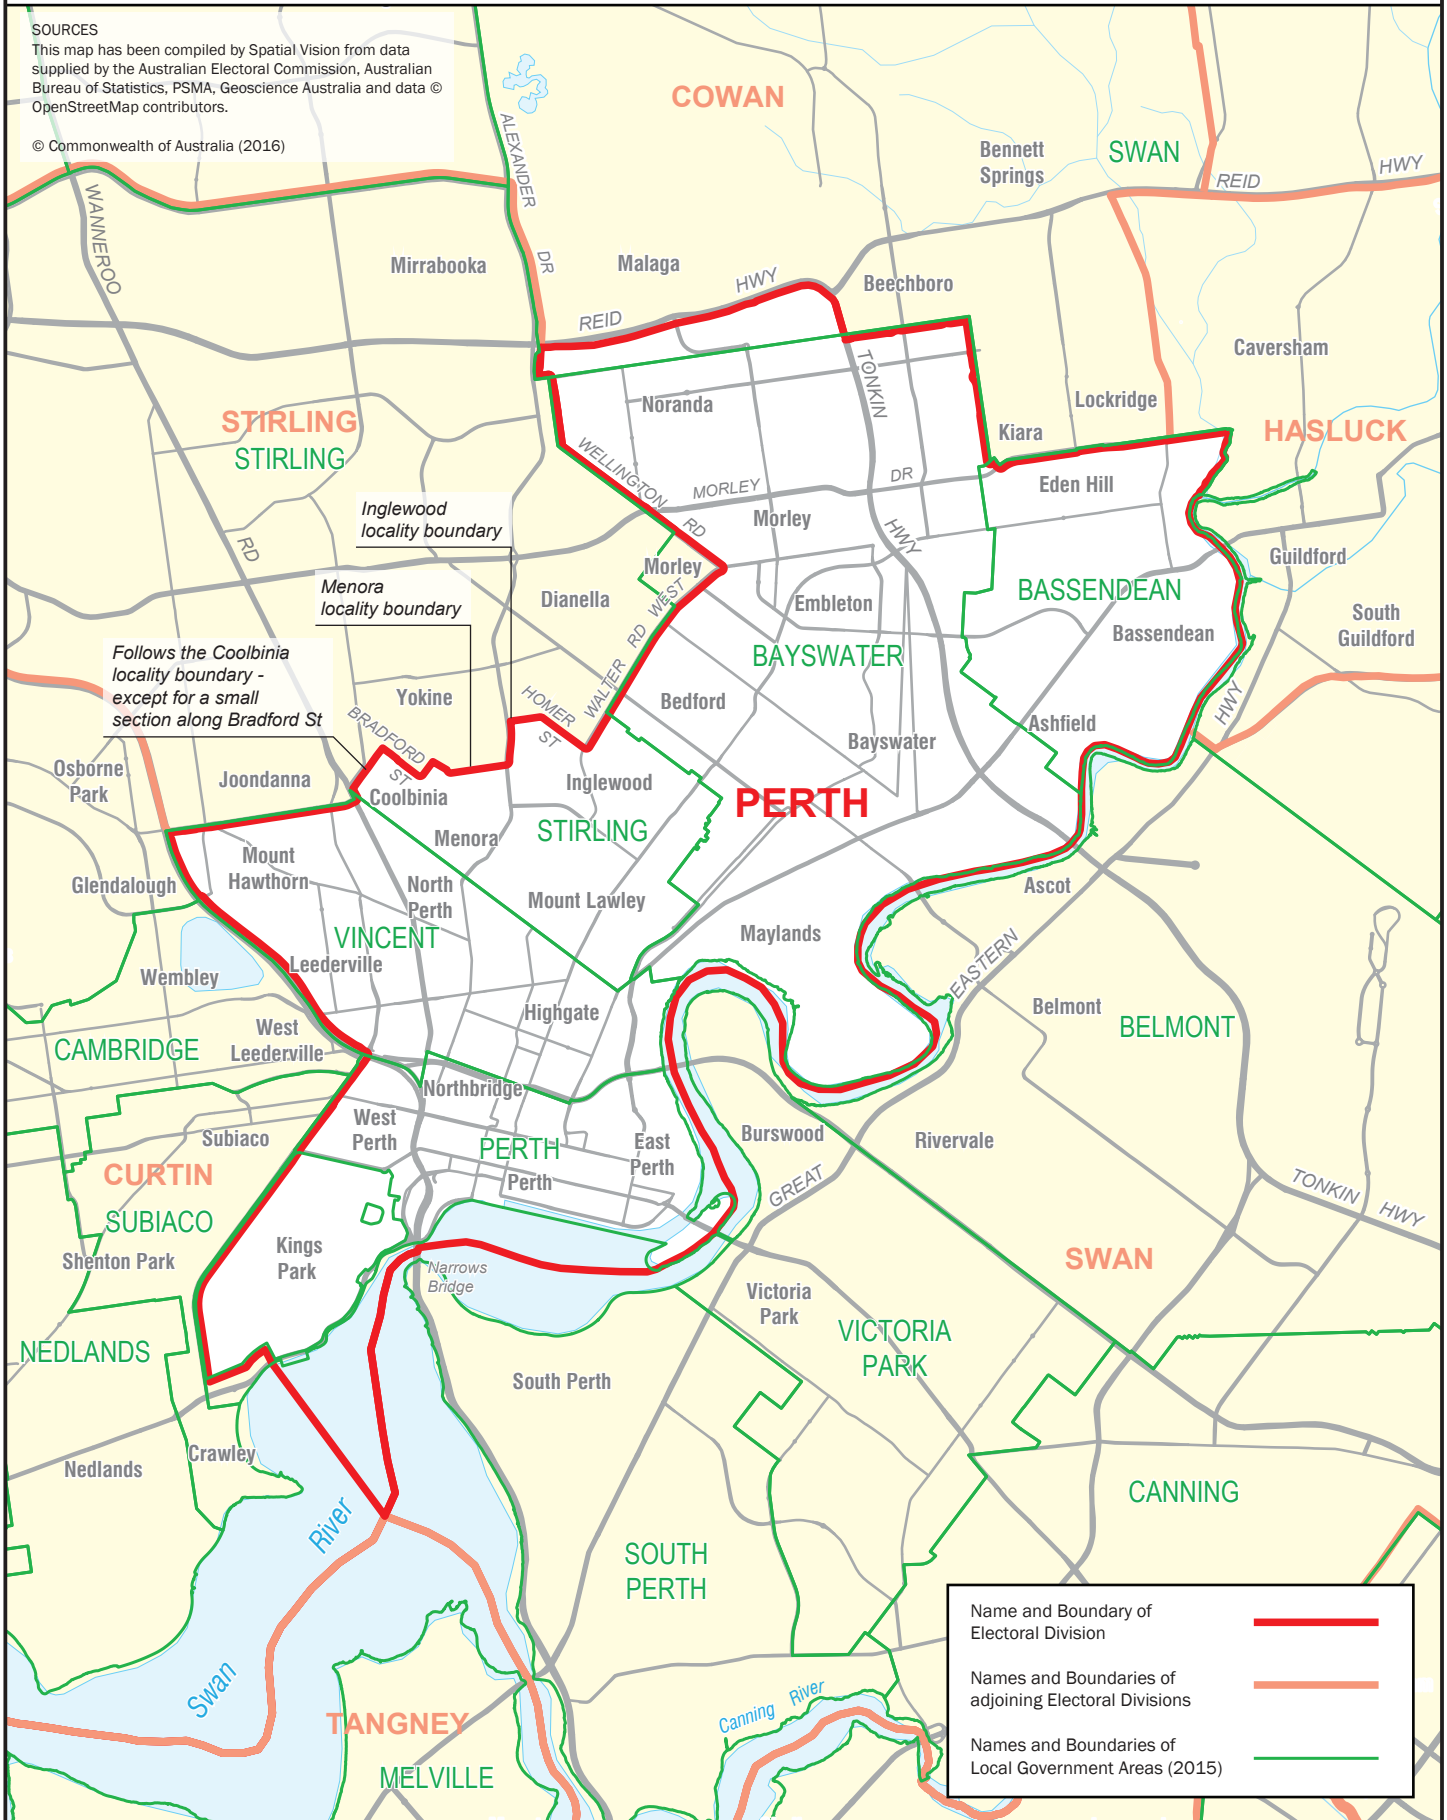 SOURCES
This map has been compiled by Spatial Vision from data
supplied by the Australian Electoral Commission, Australian
Bureau of Statistics, PSMA, Geoscience Australia and data ©
OpenStreetMap contributors.
© Commonwealth of Australia (2016)
COWAN
ALEXANDER
DR
Bennett
Springs
SWAN
REID
HWY
WANNEROO
RD
Mirrabooka
Malaga
REID
HWY
Beechboro
TONKIN
HWY
Caversham
Noranda
Lockridge
Kiara
HASLUCK
STIRLING
STIRLING
WELLINGTON
RD
MORLEY
DR
Eden Hill
Inglewood
locality boundary
Morley
Guildford
Morley
Menora
locality boundary
Dianella
WALTER
RD
WEST
Embleton
BASSENDEAN
Bassendean
South
Guildford
Follows the Coolbinia
locality boundary -
except for a small
section along Bradford St
BAYSWATER
Yokine
BRADFORD
ST
HOMER
ST
Bedford
Ashfield
HWY
Bayswater
Osborne
Park
Joondanna
Coolbinia
Inglewood
PERTH
Menora
STIRLING
Mount
Hawthorn
Glendalough
North
Perth
Mount Lawley
Ascot
VINCENT
Maylands
Leederville
Wembley
EASTERN
Belmont
Highgate
BELMONT
West
Leederville
CAMBRIDGE
Northbridge
West
Perth
Subiaco
PERTH
East
Perth
Burswood
Rivervale
CURTIN
Perth
GREAT
TONKIN
HWY
SUBIACO
Kings
Park
Shenton Park
Narrows
Bridge
SWAN
Victoria
Park
NEDLANDS
VICTORIA
PARK
South Perth
Crawley
Nedlands
CANNING
River
SOUTH
PERTH
Swan
TANGNEY
Canning River
MELVILLE
Name and Boundary of
Electoral Division
Names and Boundaries of
adjoining Electoral Divisions
Names and Boundaries of
Local Government Areas (2015)